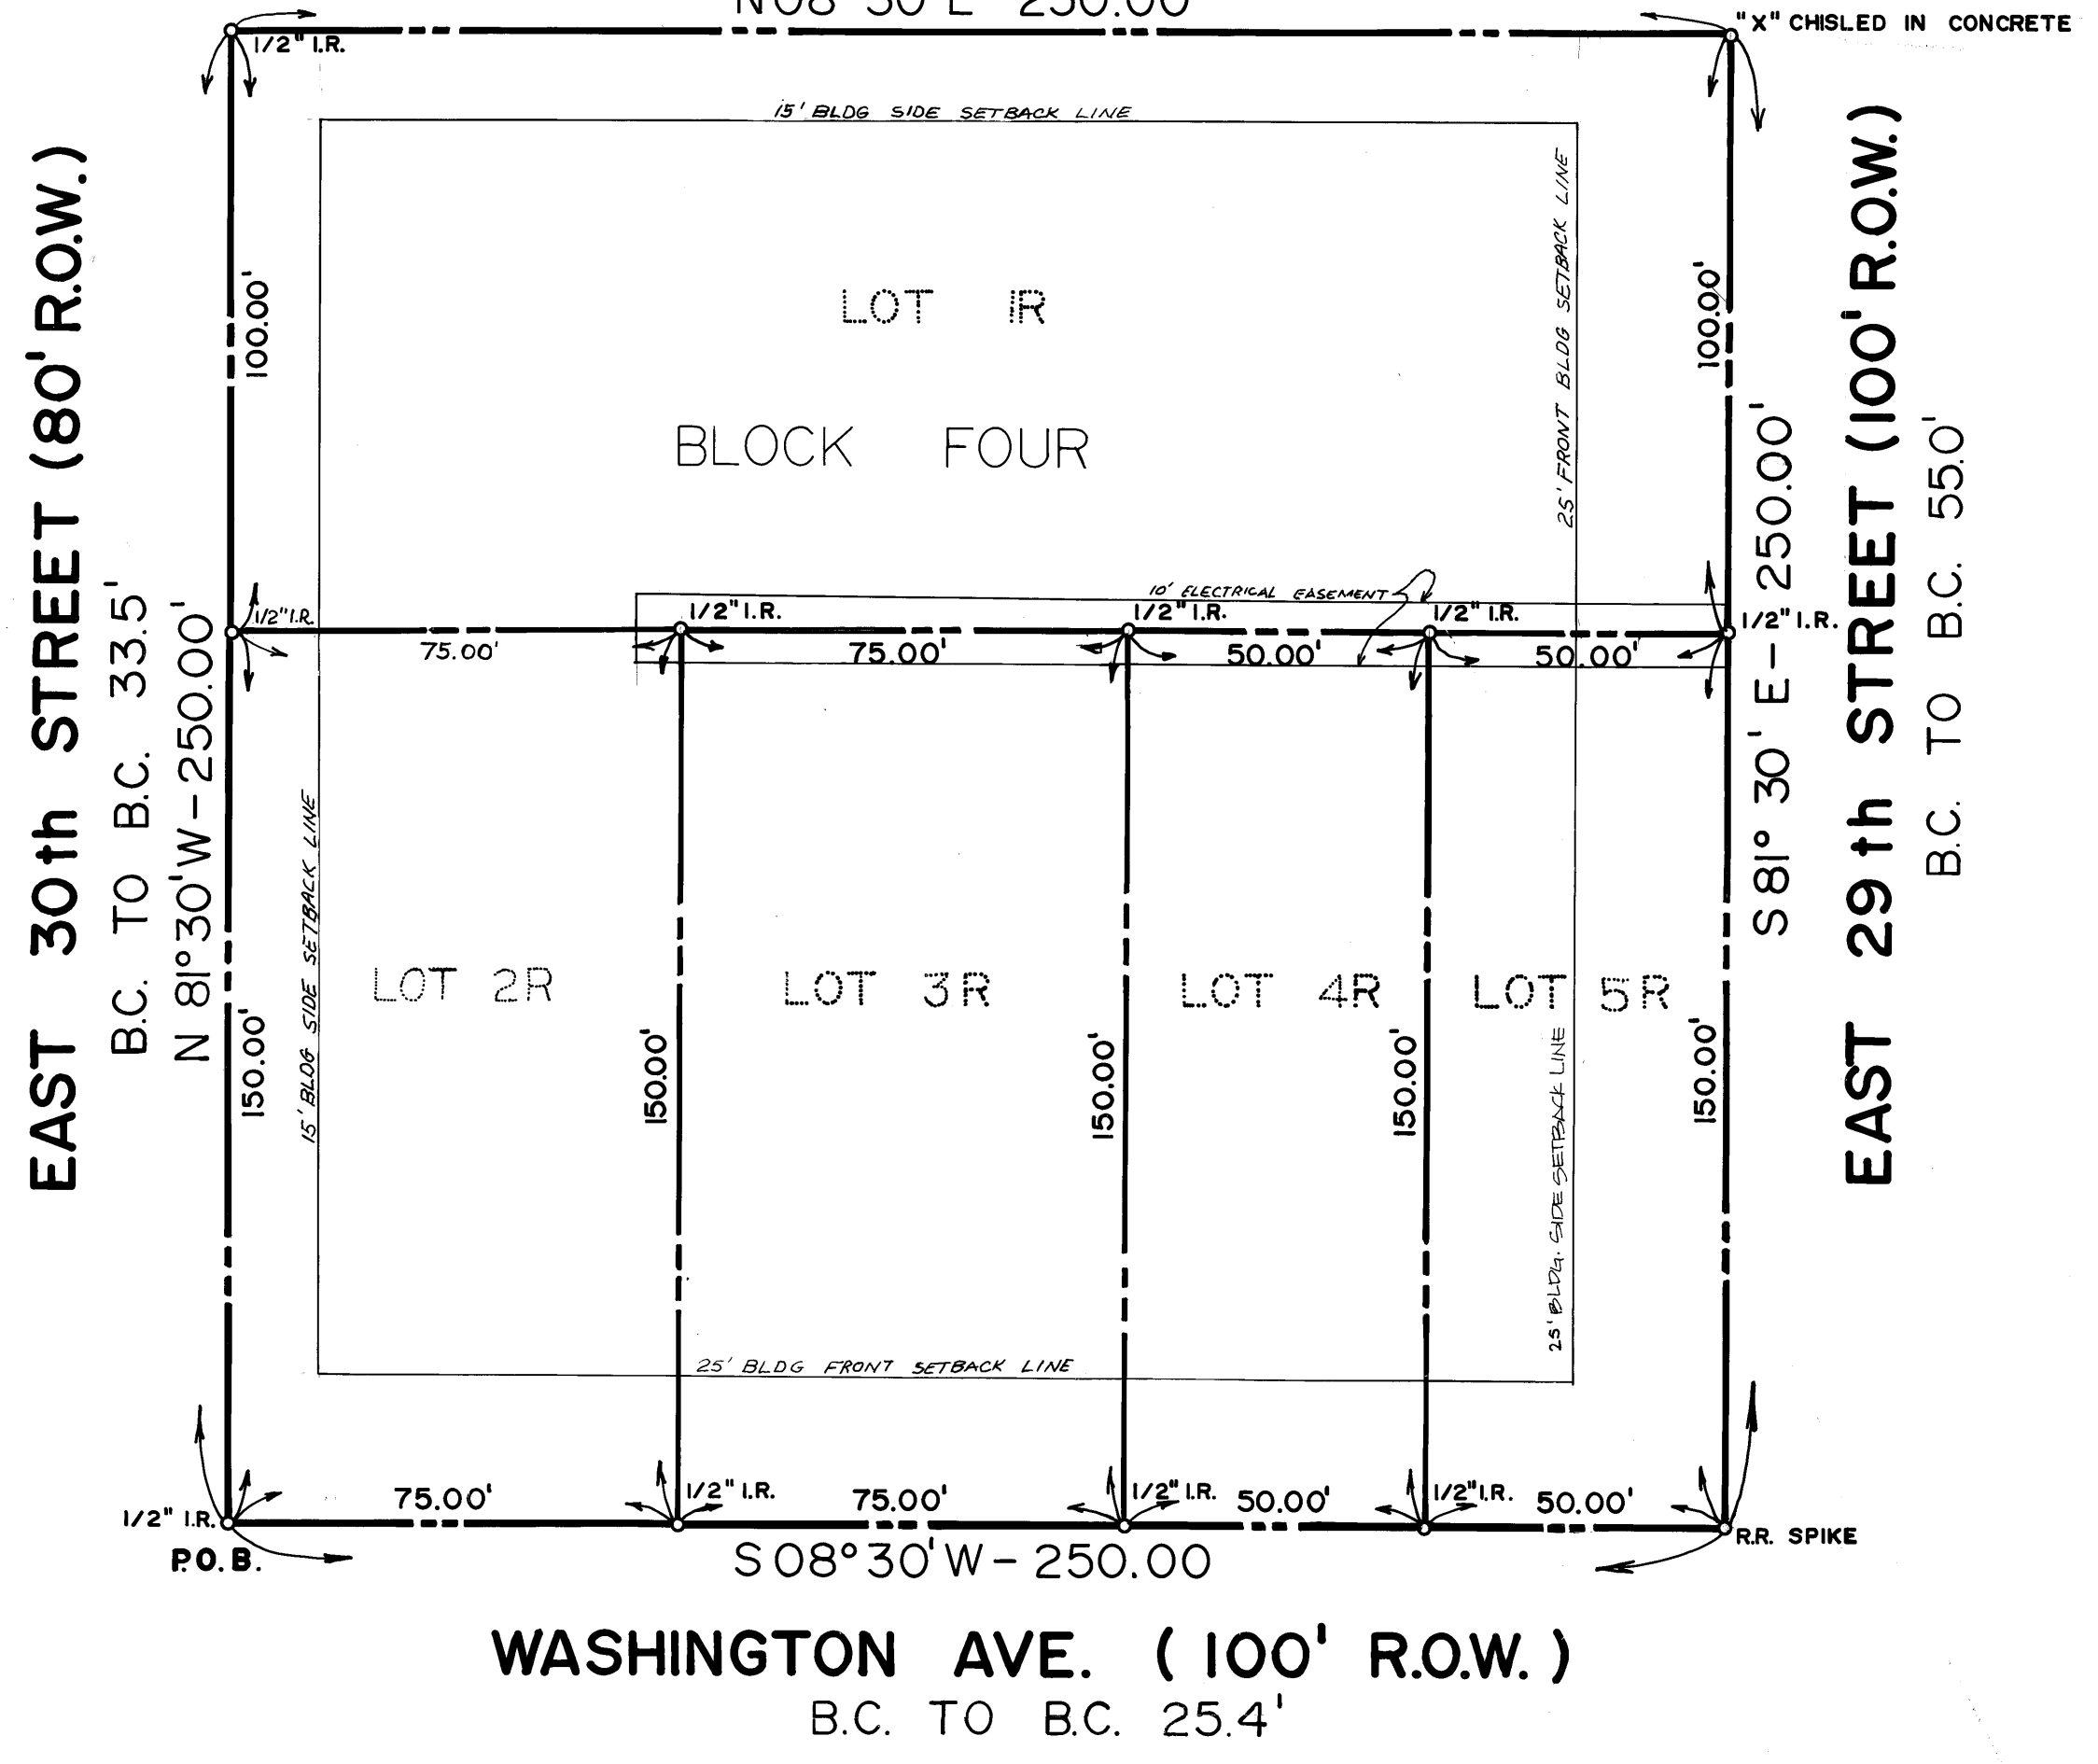 N 08° 30' E 250.00
"X" CHISLED IN CONCRETE
1/2" I.R.
15' BLDG SIDE SETBACK LINE
EAST 30th STREET (80' R.O.W.)
B.C. TO B.C. 33.5'
N 81° 30' W - 250.00'
100.00'
LOT 1R
BLOCK FOUR
25' FRONT BLDG SETBACK LINE
100.00'
S 81° 30' E - 250.00'
EAST 29th STREET (100' R.O.W.)
B.C. TO B.C. 55.0'
10' ELECTRICAL EASEMENT
1/2" I.R.
1/2" I.R.
1/2" I.R.
1/2" I.R.
1/2" I.R.
75.00'
75.00'
50.00'
50.00'
15' BLDG SIDE SETBACK LINE
LOT 2R
LOT 3R
LOT 4R
LOT 5R
150.00'
150.00'
150.00'
150.00'
150.00'
25' BLDG. SIDE SETBACK LINE
25' BLDG FRONT SETBACK LINE
1/2" I.R.
75.00'
1/2" I.R.
75.00'
1/2" I.R.
50.00'
1/2" I.R.
50.00'
R.R. SPIKE
P.O.B.
S 08° 30' W - 250.00
WASHINGTON AVE. (100' R.O.W.)
B.C. TO B.C. 25.4'